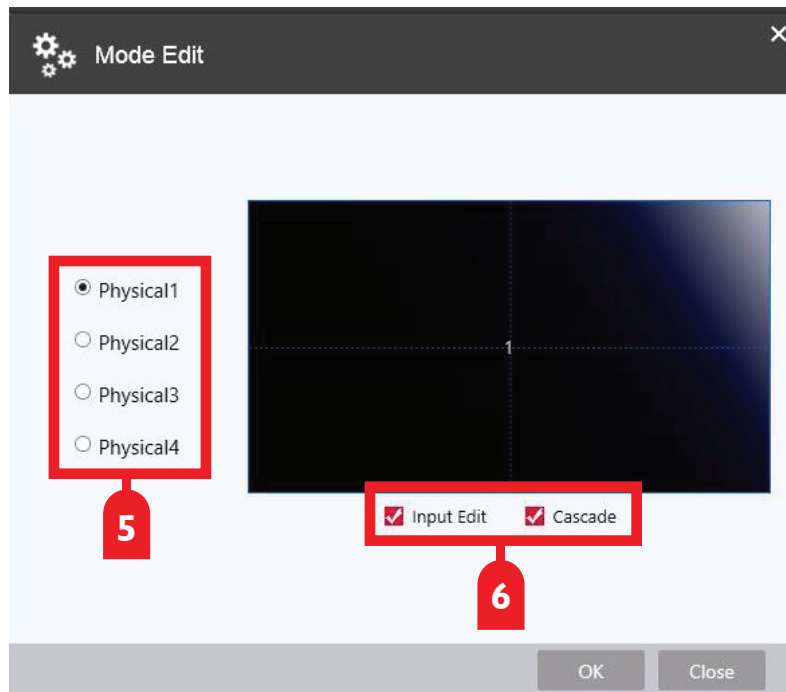 Mode Edit
Physical1
Physical2
Physical3
Physical4
1
Input Edit Cascade
5
6
OK Close